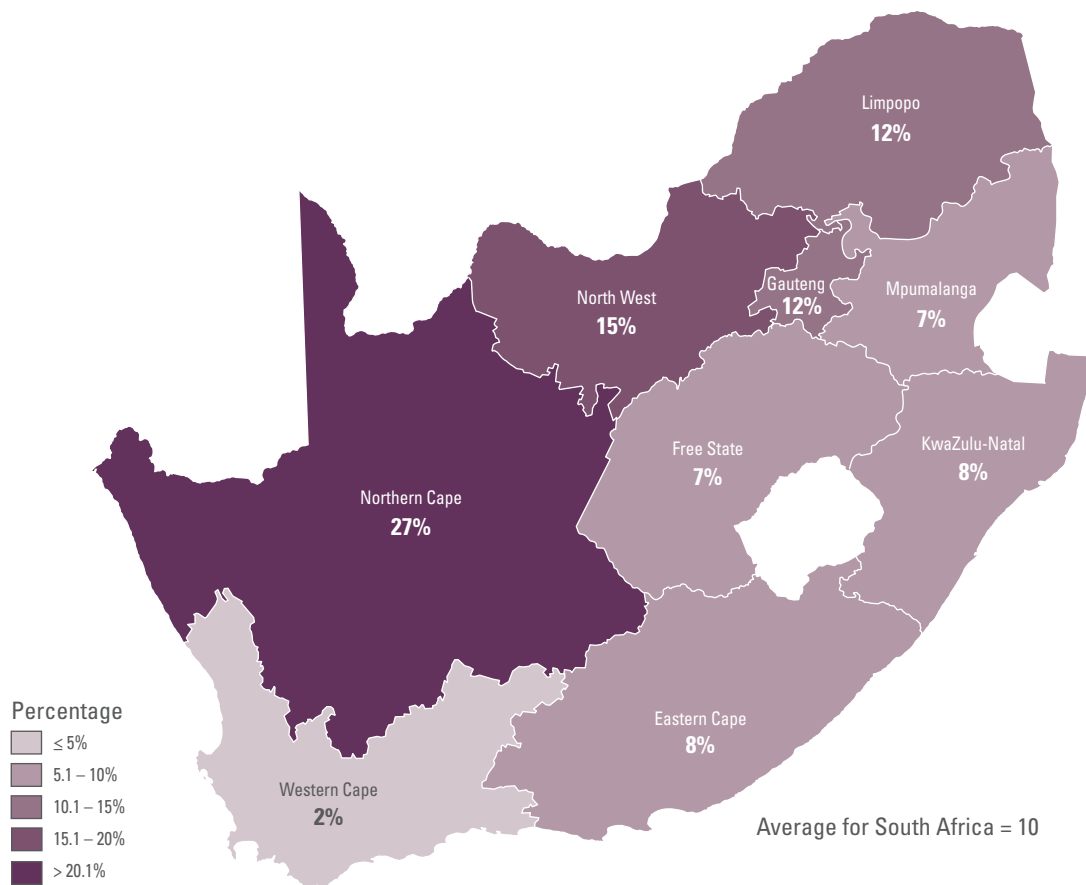 Limpopo
12%
North West
15%
Gauteng
12%
Mpumalanga
7%
Free State
7%
KwaZulu-Natal
8%
Northern Cape
27%
Eastern Cape
8%
Western Cape
2%
Percentage
≤ 5%
5.1 – 10%
10.1 – 15%
15.1 – 20%
> 20.1%
Average for South Africa = 10